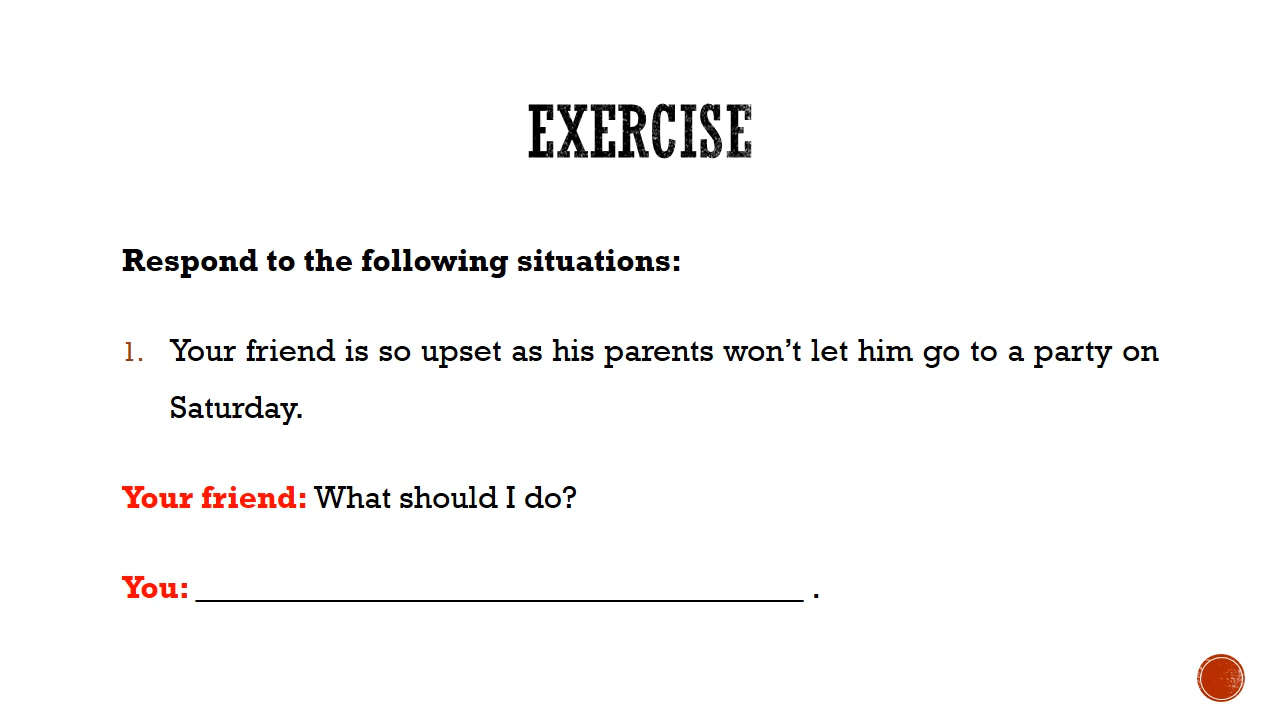 EXERCISE
Respond to the following situations:
1. Your friend is so upset as his parents won’t let him go to a party on
Saturday.
Your friend: What should I do?
You: ______________________________________ .